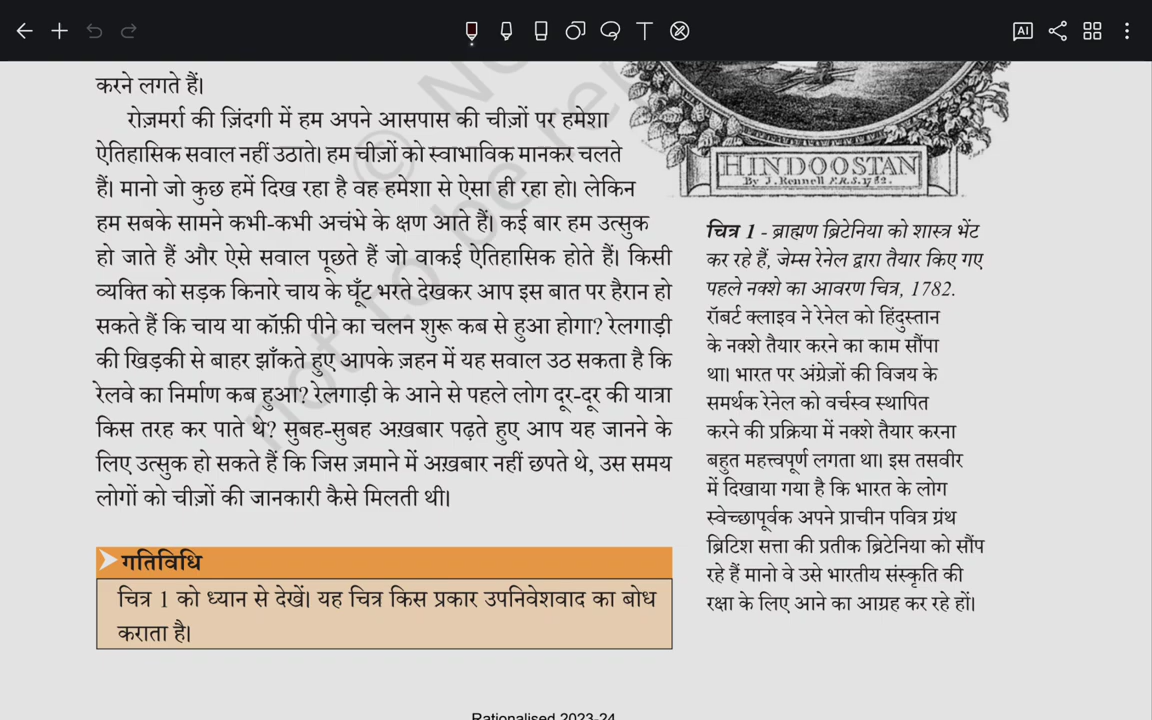 करने लगते हैं।
रोज़मर्रा की ज़िंदगी में हम अपने आसपास की चीज़ों पर हमेशा
ऐतिहासिक सवाल नहीं उठाते। हम चीज़ों को स्वाभाविक मानकर चलते
हैं। मानो जो कुछ हमें दिख रहा है वह हमेशा से ऐसा ही रहा हो। लेकिन
हम सबके सामने कभी-कभी अचंभे के क्षण आते हैं। कई बार हम उत्सुक
हो जाते हैं और ऐसे सवाल पूछते हैं जो वाकई ऐतिहासिक होते हैं। किसी
व्यक्ति को सड़क किनारे चाय के घूँट भरते देखकर आप इस बात पर हैरान हो
सकते हैं कि चाय या कॉफ़ी पीने का चलन शुरू कब से हुआ होगा? रेलगाड़ी
की खिड़की से बाहर झाँकते हुए आपके ज़हन में यह सवाल उठ सकता है कि
रेलवे का निर्माण कब हुआ? रेलगाड़ी के आने से पहले लोग दूर-दूर की यात्रा
किस तरह कर पाते थे? सुबह-सुबह अख़बार पढ़ते हुए आप यह जानने के
लिए उत्सुक हो सकते हैं कि जिस ज़माने में अख़बार नहीं छपते थे, उस समय
लोगों को चीज़ों की जानकारी कैसे मिलती थी।
गतिविधि
चित्र 1 को ध्यान से देखें। यह चित्र किस प्रकार उपनिवेशवाद का बोध
कराता है।
HINDOOSTAN
By J. Rennell F.R.S. 1782.
चित्र 1 - ब्राह्मण ब्रिटेनिया को शास्त्र भेंट
कर रहे हैं, जेम्स रेनेल द्वारा तैयार किए गए
पहले नक्शे का आवरण चित्र, 1782.
रॉबर्ट क्लाइव ने रेनेल को हिंदुस्तान
के नक्शे तैयार करने का काम सौंपा
था। भारत पर अंग्रेज़ों की विजय के
समर्थक रेनेल को वर्चस्व स्थापित
करने की प्रक्रिया में नक्शे तैयार करना
बहुत महत्त्वपूर्ण लगता था। इस तसवीर
में दिखाया गया है कि भारत के लोग
स्वेच्छापूर्वक अपने प्राचीन पवित्र ग्रंथ
ब्रिटिश सत्ता की प्रतीक ब्रिटेनिया को सौंप
रहे हैं मानो वे उसे भारतीय संस्कृति की
रक्षा के लिए आने का आग्रह कर रहे हों।
not to be re
© N
AI
T
Rationalised 2023-24